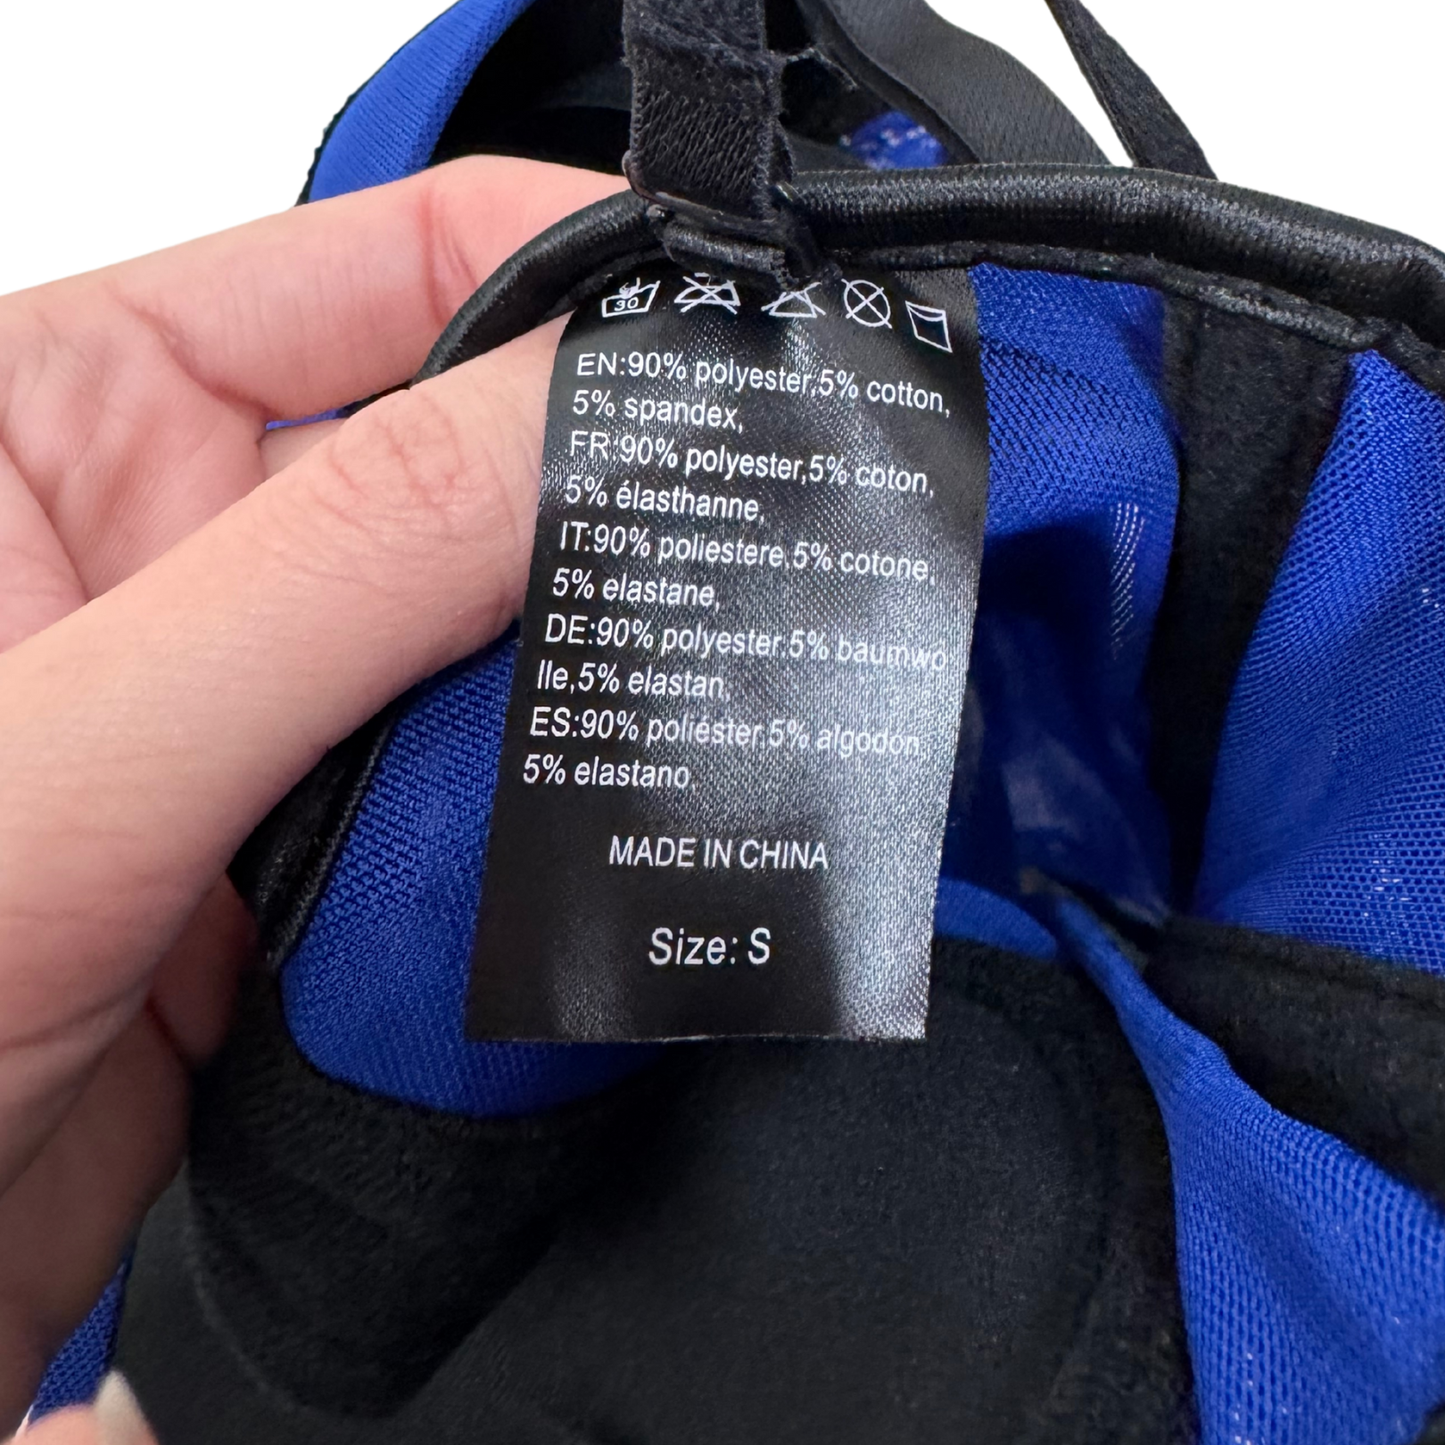 30
EN:90% polyester,5% cotton,
5% spandex,
FR:90% polyester,5% coton,
5% élasthanne,
IT:90% poliestere,5% cotone,
5% elastane,
DE:90% polyester.5% baumwo
lle,5% elastan,
ES:90% poliéster.5% algodon,
5% elastano,
MADE IN CHINA
Size: S